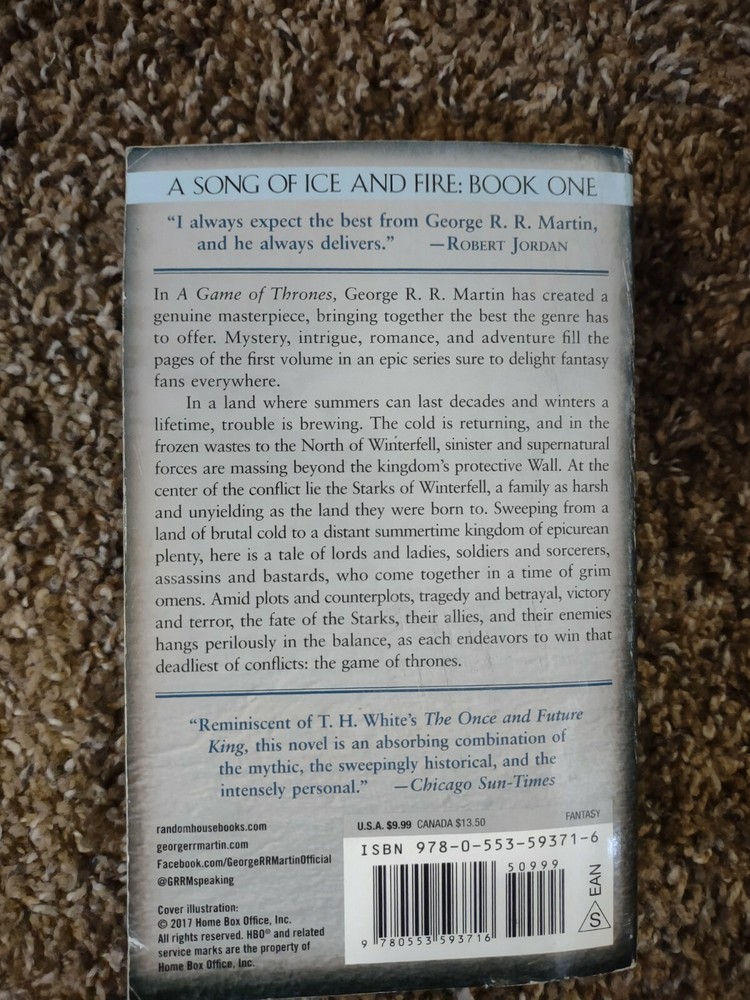 A SONG OF ICE AND FIRE: BOOK ONE
“I always expect the best from George R. R. Martin,
and he always delivers.” —ROBERT JORDAN
In A Game of Thrones, George R. R. Martin has created a
genuine masterpiece, bringing together the best the genre has
to offer. Mystery, intrigue, romance, and adventure fill the
pages of the first volume in an epic series sure to delight fantasy
fans everywhere.
In a land where summers can last decades and winters a
lifetime, trouble is brewing. The cold is returning, and in the
frozen wastes to the North of Winterfell, sinister and supernatural
forces are massing beyond the kingdom’s protective Wall. At the
center of the conflict lie the Starks of Winterfell, a family as harsh
and unyielding as the land they were born to. Sweeping from a
land of brutal cold to a distant summertime kingdom of epicurean
plenty, here is a tale of lords and ladies, soldiers and sorcerers,
assassins and bastards, who come together in a time of grim
omens. Amid plots and counterplots, tragedy and betrayal, victory
and terror, the fate of the Starks, their allies, and their enemies
hangs perilously in the balance, as each endeavors to win that
deadliest of conflicts: the game of thrones.
“Reminiscent of T. H. White’s The Once and Future
King, this novel is an absorbing combination of
the mythic, the sweepingly historical, and the
intensely personal.” —Chicago Sun-Times
randomhousebooks.com
georgerrmartin.com
Facebook.com/GeorgeRRMartinOfficial
@GRRMspeaking
Cover illustration:
© 2017 Home Box Office, Inc.
All rights reserved. HBO® and related
service marks are the property of
Home Box Office, Inc.
U.S.A. $9.99 CANADA $13.50
FANTASY
ISBN 978-0-553-59371-6
50999
9 780553 593716
S EAN